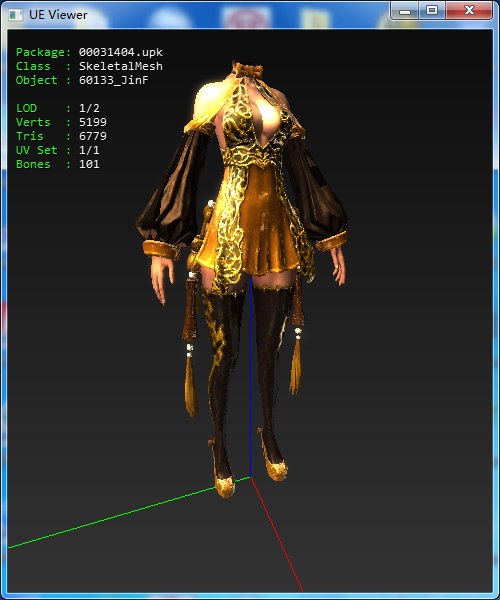 UE Viewer
Package: 00031404.upk
Class  : SkeletalMesh
Object : 60133_JinF
LOD    : 1/2
Verts  : 5199
Tris   : 6779
UV Set : 1/1
Bones  : 101